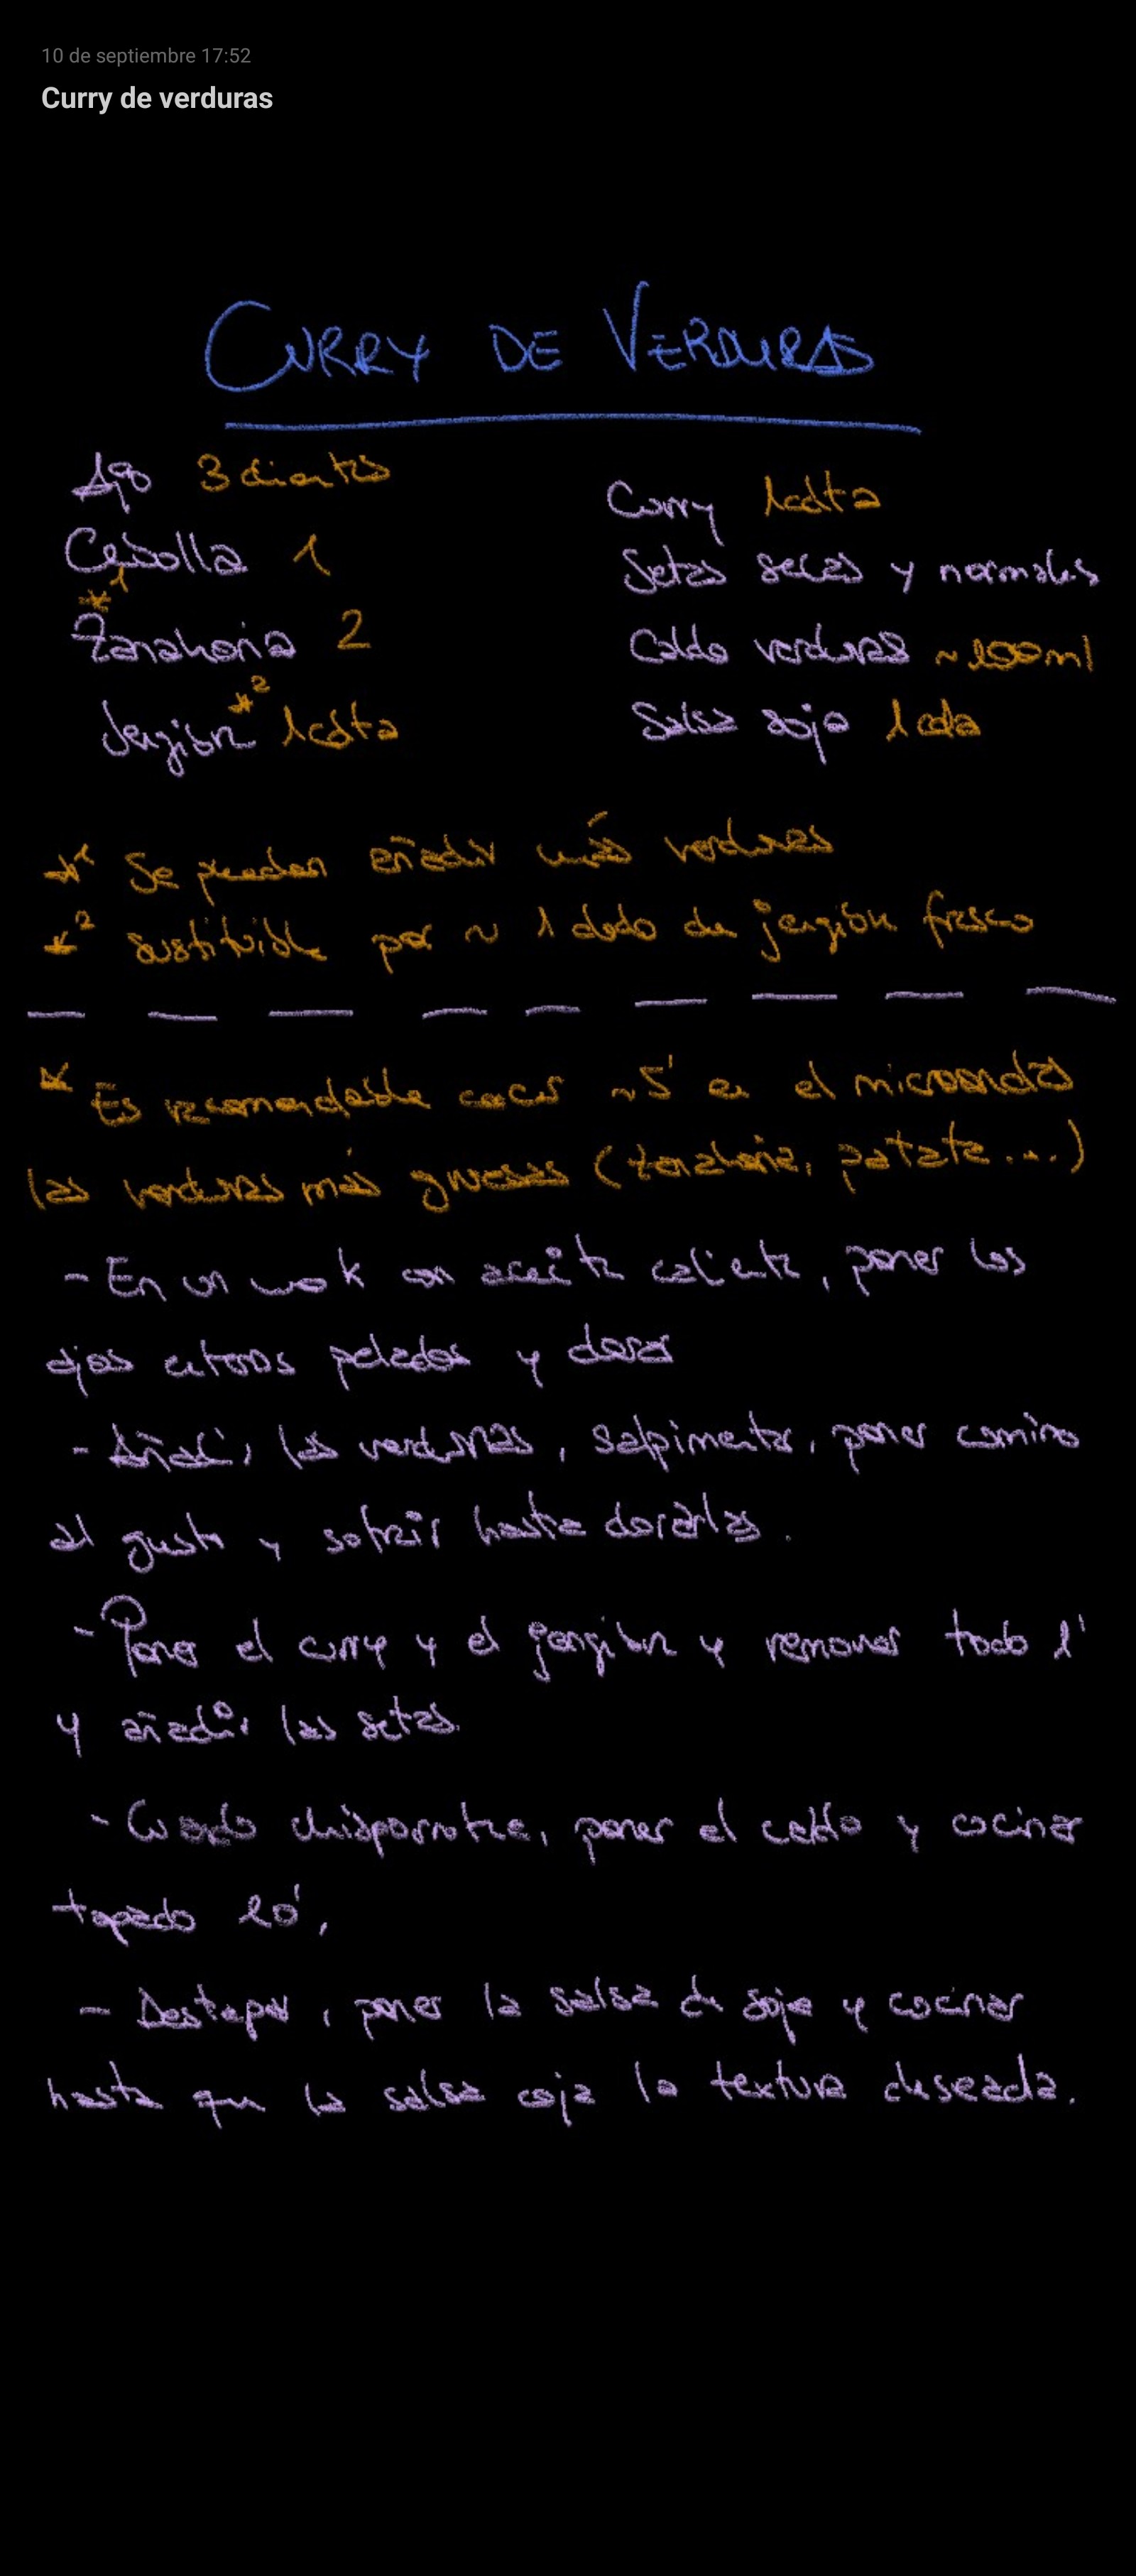 10 de septiembre 17:52
Curry de verduras
CURRY DE VERDURAS
Ajo 3 dientes
Cebolla 1
*1
Zanahoria 2
Jengibre *2 1cdta
Curry 1cdta
Setas secas y normales
Caldo verduras ~ 100ml
Salsa soja 1 cda
*1 Se pueden añadir más verduras
*2 sustituible por ~ 1 dedo de jengibre fresco
* Es recomendable cocer ~5' en el microondas
las verduras más gruesas (zanahoria, patata...)
- En un wok con aceite caliente, poner los
ajos enteros pelados y dorar
- Añadir las verduras, salpimentar, poner comino
al gusto y sofreir hasta dorarlas.
- Poner el curry y el jengibre y remover todo 1'
y añadir las setas.
- Cuando chisporrotee, poner el caldo y cocinar
tapado 20'.
- Destapar, poner la salsa de soja y cocinar
hasta que la salsa coja la textura deseada.